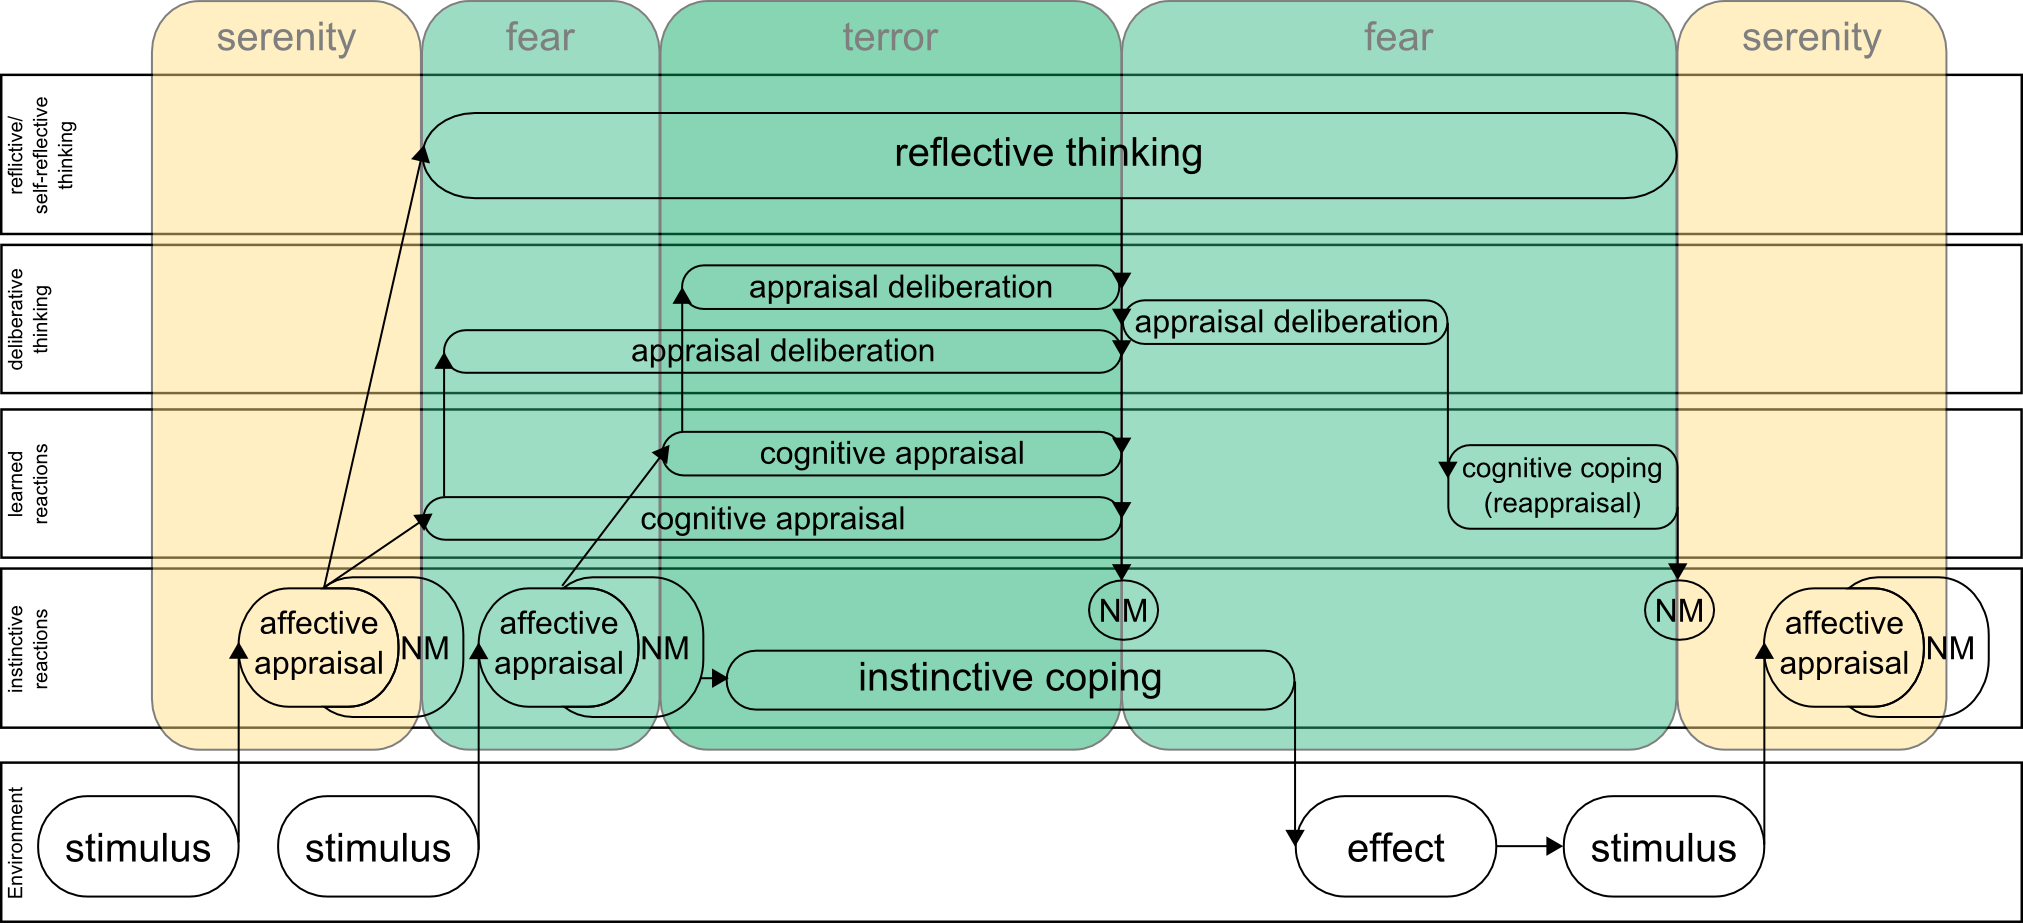 serenity
fear
terror
fear
serenity
reflictive/
self-reflective
thinking
reflective thinking
deliberative
thinking
appraisal deliberation
appraisal deliberation
appraisal deliberation
learned
reactions
cognitive appraisal
cognitive coping
(reappraisal)
cognitive appraisal
instinctive
reactions
affective
appraisal
NM
affective
appraisal
NM
NM
instinctive coping
NM
affective
appraisal
NM
Environment
stimulus
stimulus
effect
stimulus